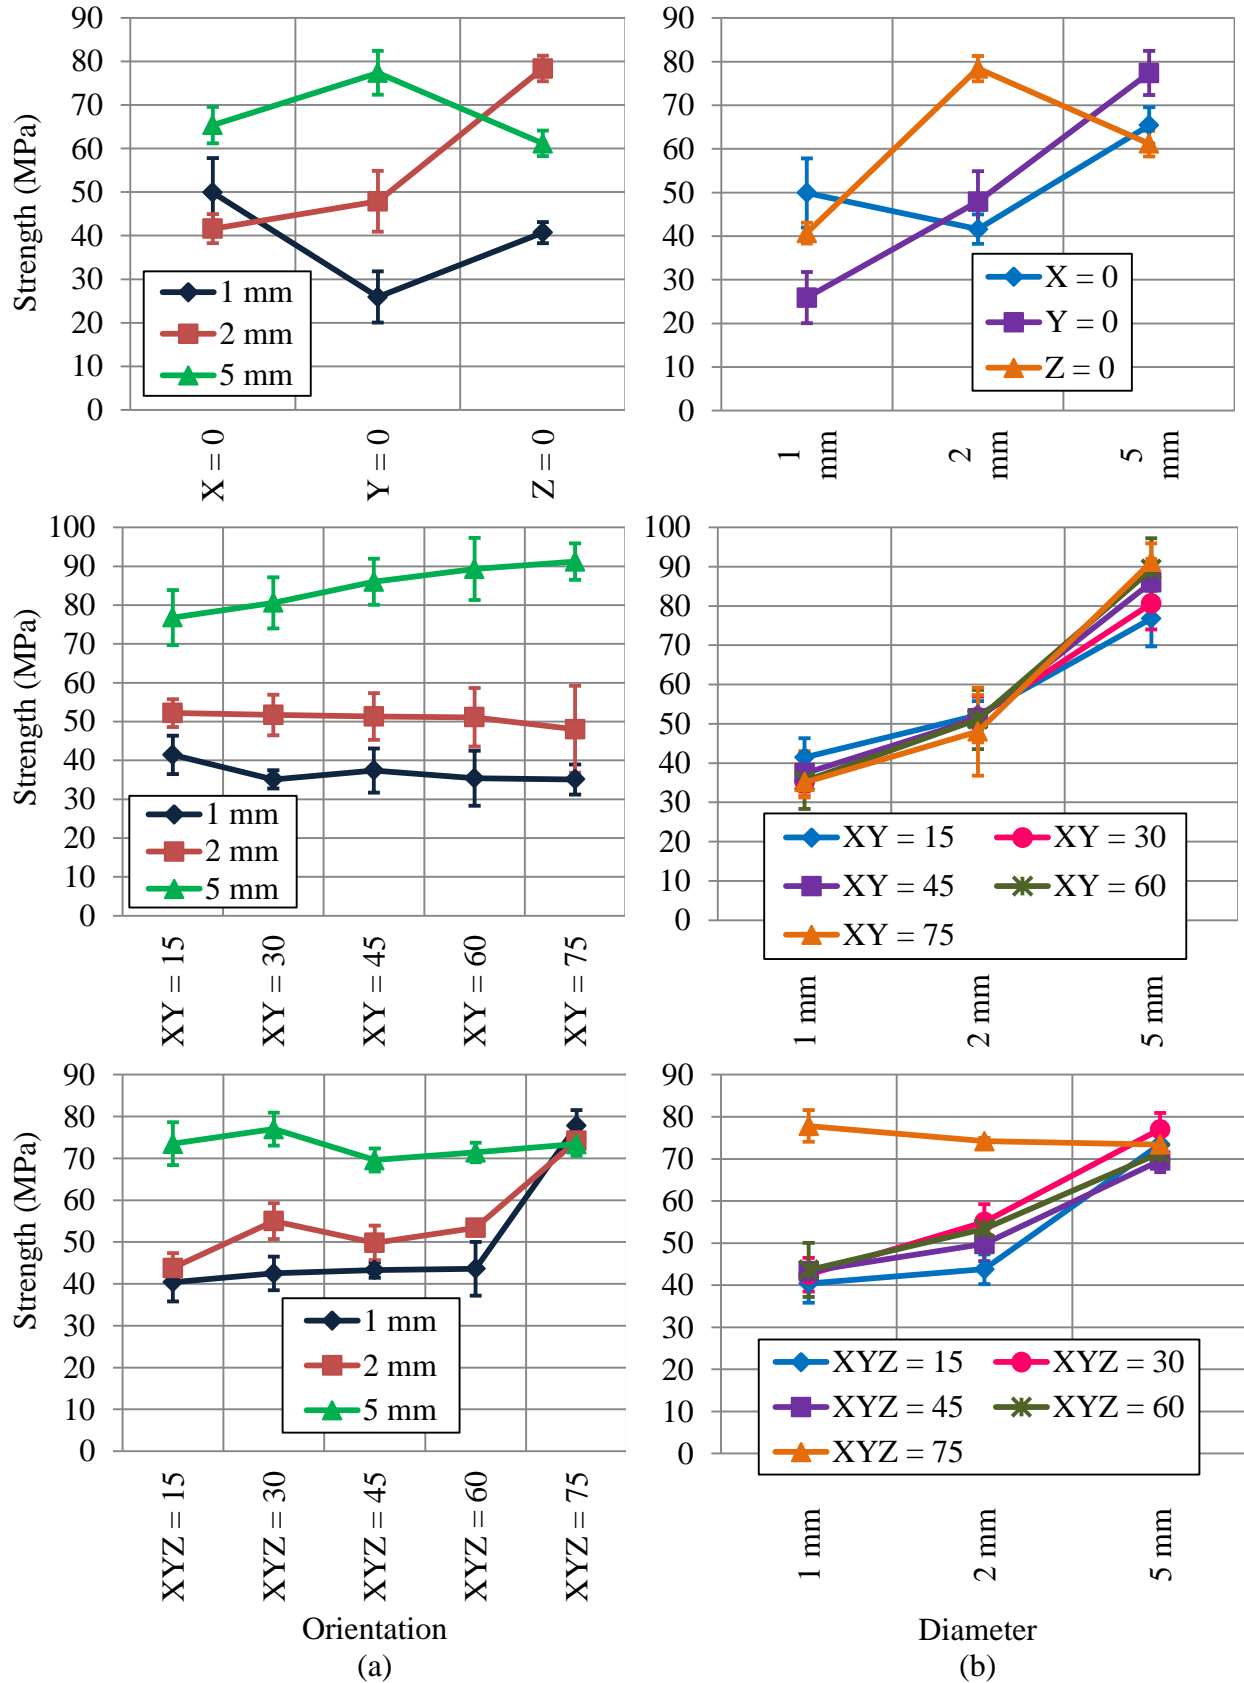 90
80
70
60
50
40
30
20
10
0
Strength (MPa)
1 mm
2 mm
5 mm
X = 0
Y = 0
Z = 0
90
80
70
60
50
40
30
20
10
0
X = 0
Y = 0
Z = 0
1 mm
2 mm
5 mm
100
90
80
70
60
50
40
30
20
10
0
Strength (MPa)
1 mm
2 mm
5 mm
XY = 15
XY = 30
XY = 45
XY = 60
XY = 75
100
90
80
70
60
50
40
30
20
10
0
XY = 15 XY = 30
XY = 45 XY = 60
XY = 75
1 mm
2 mm
5 mm
90
80
70
60
50
40
30
20
10
0
Strength (MPa)
1 mm
2 mm
5 mm
XYZ = 15
XYZ = 30
XYZ = 45
XYZ = 60
XYZ = 75
Orientation
(a)
90
80
70
60
50
40
30
20
10
0
XYZ = 15 XYZ = 30
XYZ = 45 XYZ = 60
XYZ = 75
1 mm
2 mm
5 mm
Diameter
(b)